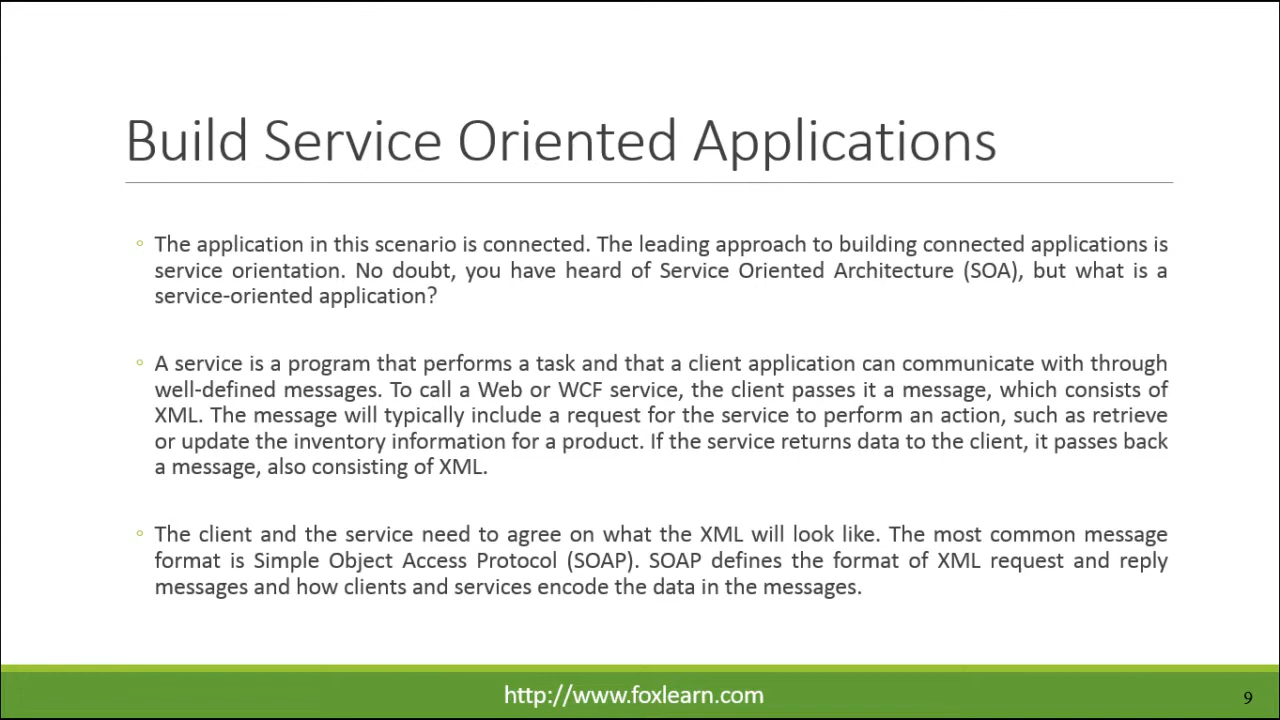 Build Service Oriented Applications
The application in this scenario is connected. The leading approach to building connected applications is
service orientation. No doubt, you have heard of Service Oriented Architecture (SOA), but what is a
service-oriented application?
A service is a program that performs a task and that a client application can communicate with through
well-defined messages. To call a Web or WCF service, the client passes it a message, which consists of
XML. The message will typically include a request for the service to perform an action, such as retrieve
or update the inventory information for a product. If the service returns data to the client, it passes back
a message, also consisting of XML.
The client and the service need to agree on what the XML will look like. The most common message
format is Simple Object Access Protocol (SOAP). SOAP defines the format of XML request and reply
messages and how clients and services encode the data in the messages.
http://www.foxlearn.com
9